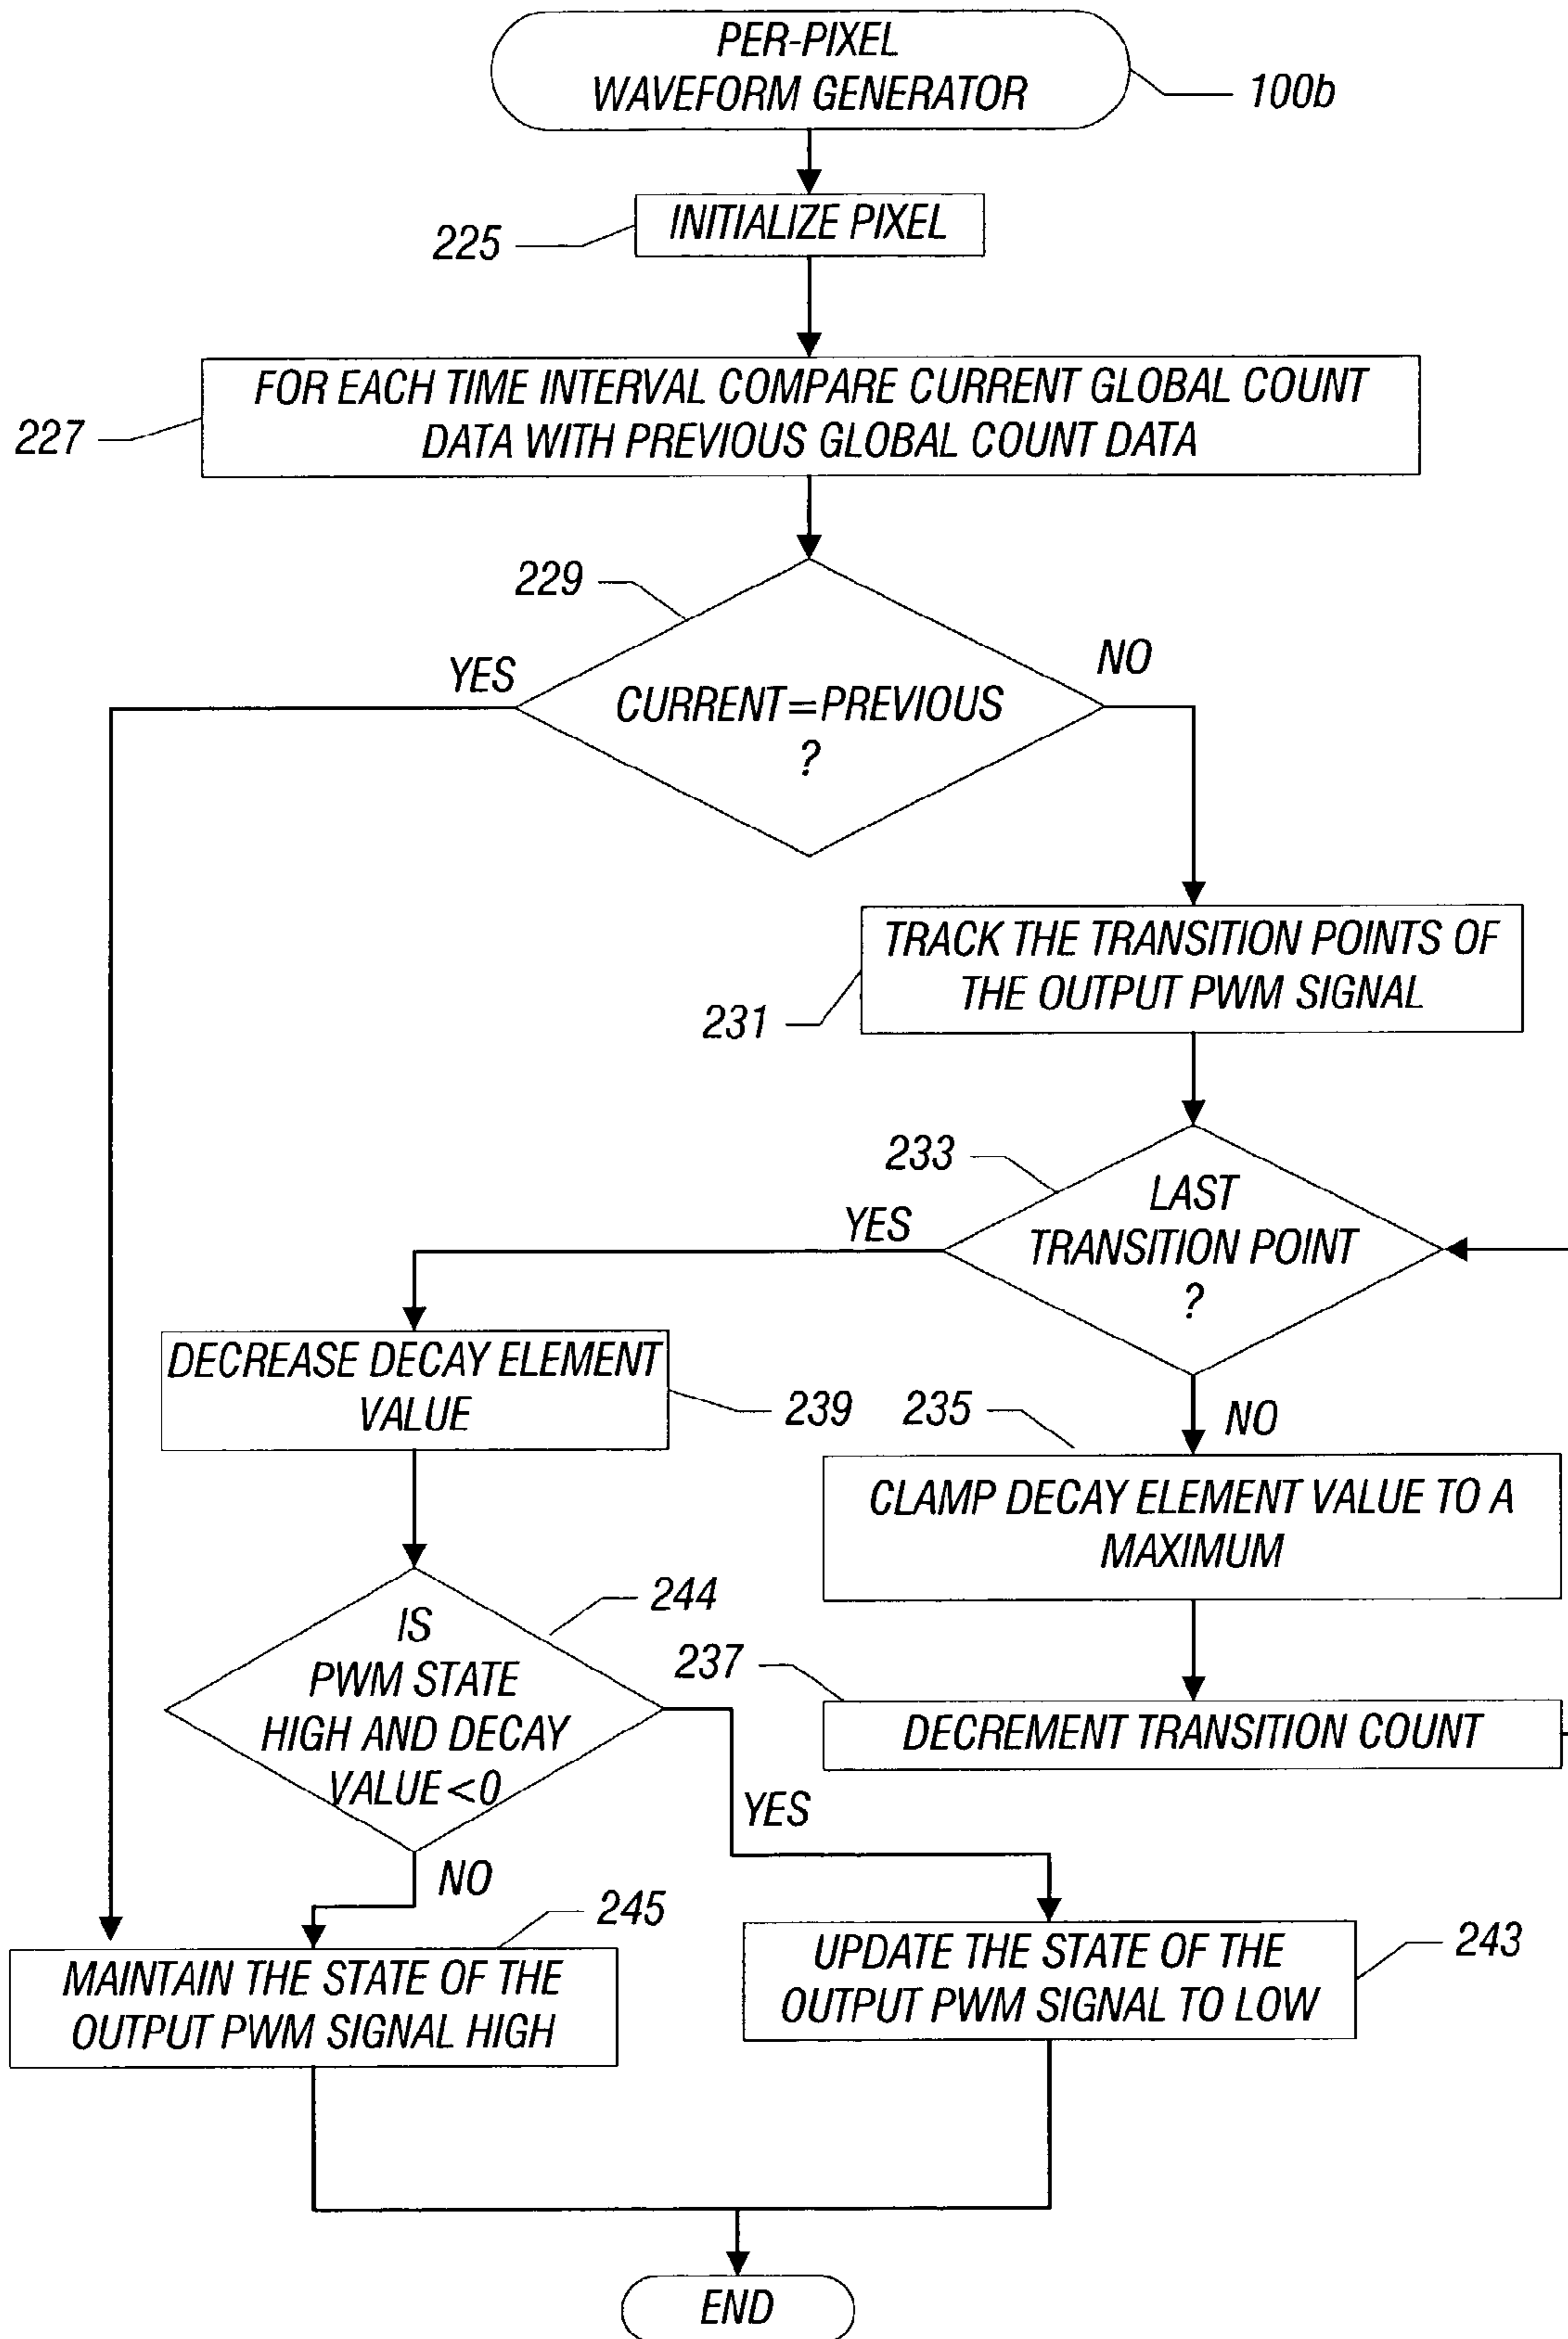 PER-PIXEL
WAVEFORM GENERATOR
100b
INITIALIZE PIXEL
225
FOR EACH TIME INTERVAL COMPARE CURRENT GLOBAL COUNT
DATA WITH PREVIOUS GLOBAL COUNT DATA
227
229
YES
NO
CURRENT=PREVIOUS
?
TRACK THE TRANSITION POINTS OF
THE OUTPUT PWM SIGNAL
231
233
YES
LAST
TRANSITION POINT
?
DECREASE DECAY ELEMENT
VALUE
239
235
NO
CLAMP DECAY ELEMENT VALUE TO A
MAXIMUM
244
IS
PWM STATE
HIGH AND DECAY
VALUE<0
237
DECREMENT TRANSITION COUNT
YES
NO
245
MAINTAIN THE STATE OF THE
OUTPUT PWM SIGNAL HIGH
UPDATE THE STATE OF THE
OUTPUT PWM SIGNAL TO LOW
243
END